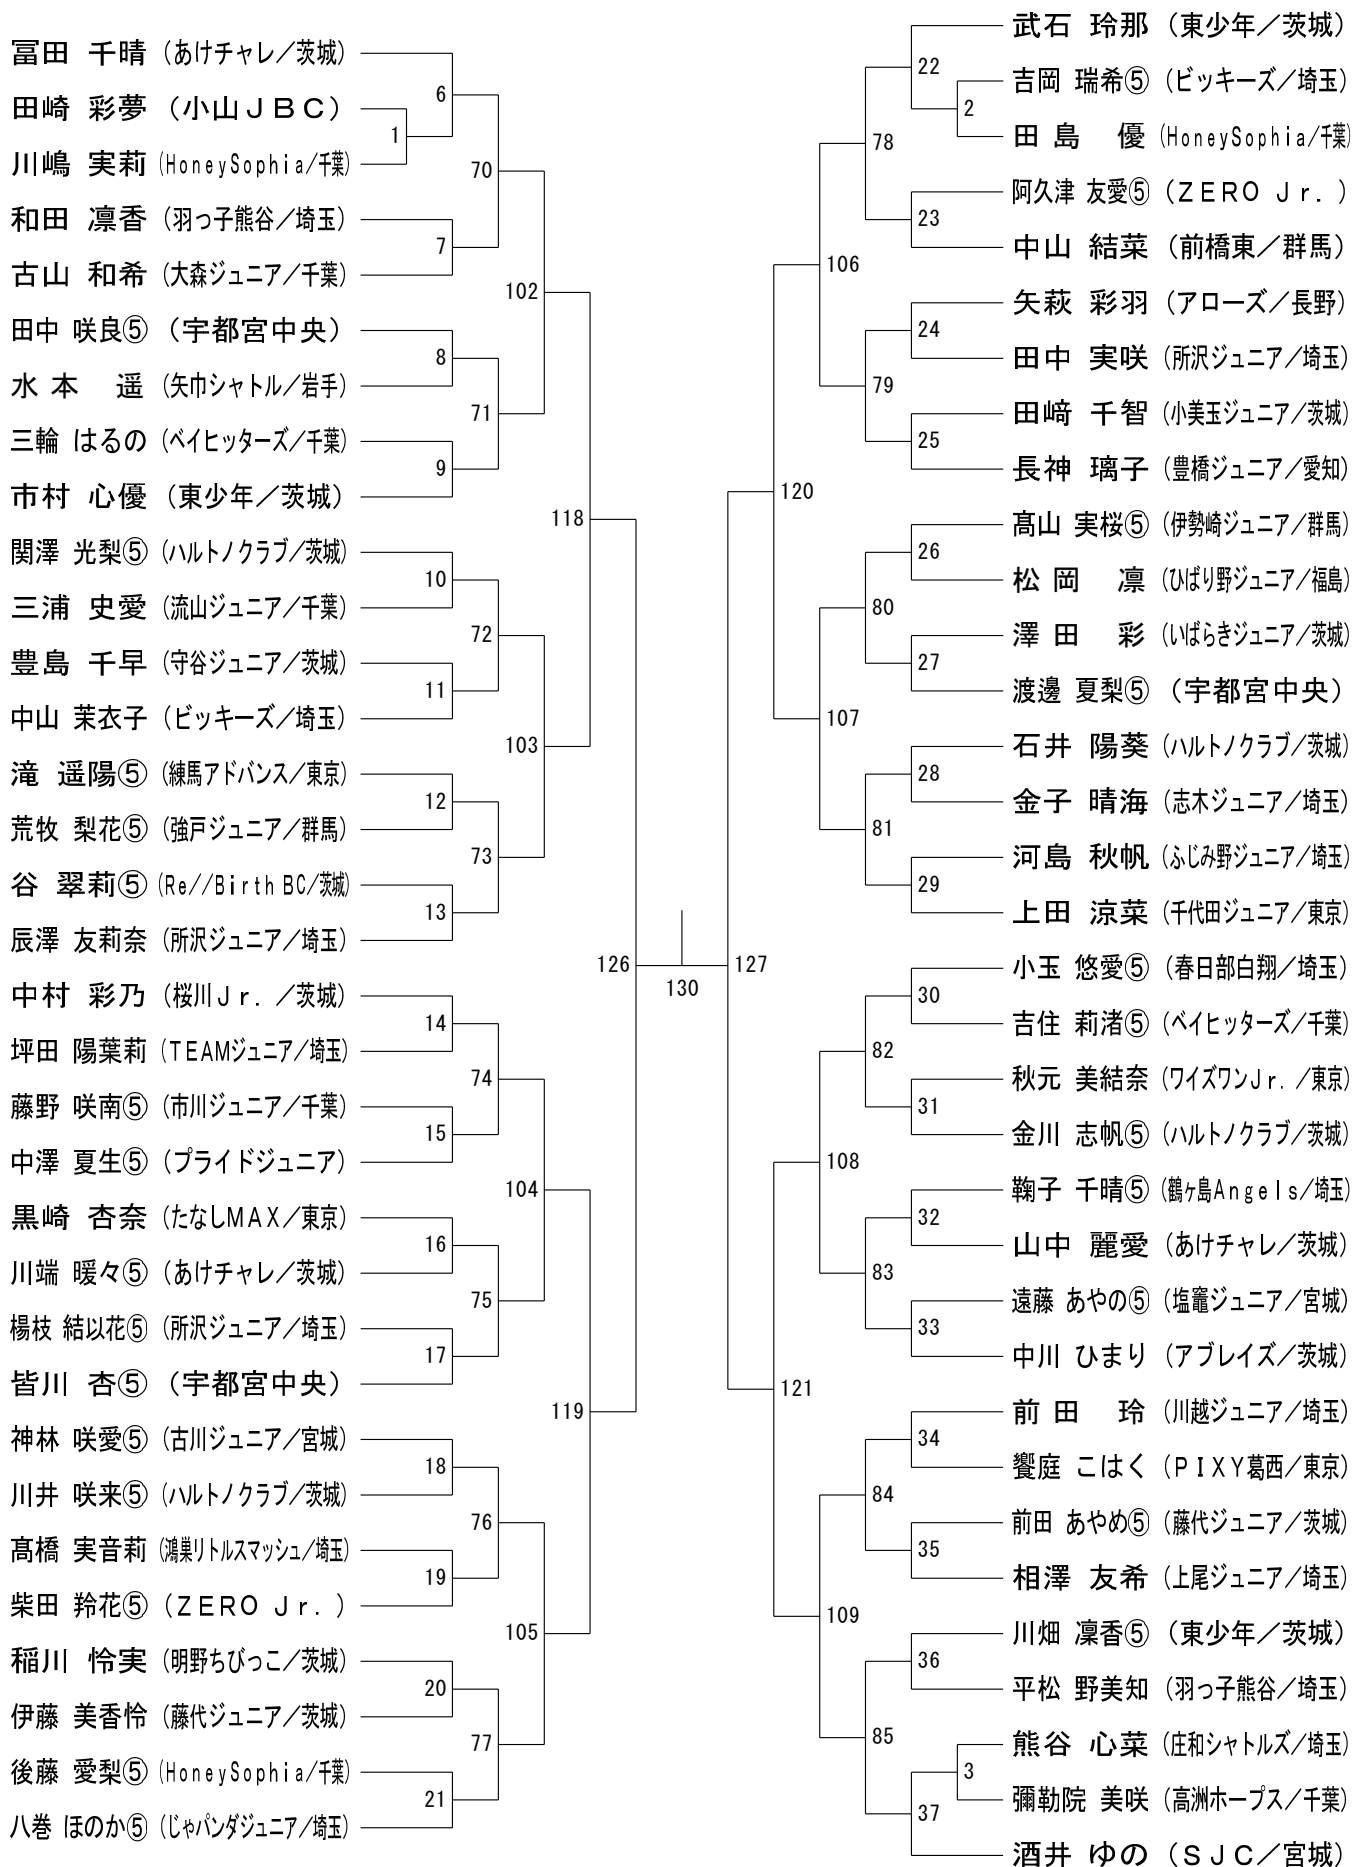 冨田 千晴 （あけチャレ／茨城）
田崎 彩夢 （小山ＪＢＣ）
川嶋 実莉 （HoneySophia/千葉）
和田 凛香 （羽っ子熊谷／埼玉）
古山 和希 （大森ジュニア／千葉）
田中 咲良⑤ （宇都宮中央）
水本 遥 （矢巾シャトル／岩手）
三輪 はるの （ベイヒッターズ／千葉）
市村 心優 （東少年／茨城）
関澤 光梨⑤ （ハルトノクラブ／茨城）
三浦 史愛 （流山ジュニア／千葉）
豊島 千早 （守谷ジュニア／茨城）
中山 茉衣子 （ビッキーズ／埼玉）
滝 遥陽⑤ （練馬アドバンス／東京）
荒牧 梨花⑤ （強戸ジュニア／群馬）
谷 翠莉⑤ （Re//Birth BC/茨城）
辰澤 友莉奈 （所沢ジュニア／埼玉）
中村 彩乃 （桜川Ｊｒ．／茨城）
坪田 陽葉莉 （TEAMジュニア／埼玉）
藤野 咲南⑤ （市川ジュニア／千葉）
中澤 夏生⑤ （プライドジュニア）
黒崎 杏奈 （たなしMAX／東京）
川端 暖々⑤ （あけチャレ／茨城）
楊枝 結以花⑤ （所沢ジュニア／埼玉）
皆川 杏⑤ （宇都宮中央）
神林 咲愛⑤ （古川ジュニア／宮城）
川井 咲来⑤ （ハルトノクラブ／茨城）
髙橋 実音莉 （鴻巣リトルスマッシュ／埼玉）
柴田 羚花⑤ （ＺＥＲＯ Ｊｒ．）
稲川 怜実 （明野ちびっこ／茨城）
伊藤 美香怜 （藤代ジュニア／茨城）
後藤 愛梨⑤ （HoneySophia/千葉）
八巻 ほのか⑤ （じゃパンダジュニア／埼玉）
1
6
7
8
9
10
11
12
13
14
15
16
17
18
19
20
21
70
71
72
73
74
75
76
77
102
103
104
105
118
119
126
130
127
120
121
106
107
108
109
78
79
80
81
82
83
84
85
22
23
24
25
26
27
28
29
30
31
32
33
34
35
36
37
2
3
武石 玲那 （東少年／茨城）
吉岡 瑞希⑤ （ビッキーズ／埼玉）
田島 優 （HoneySophia/千葉）
阿久津 友愛⑤ （ＺＥＲＯ Ｊｒ．）
中山 結菜 （前橋東／群馬）
矢萩 彩羽 （アローズ／長野）
田中 実咲 （所沢ジュニア／埼玉）
田﨑 千智 （小美玉ジュニア／茨城）
長神 璃子 （豊橋ジュニア／愛知）
髙山 実桜⑤ （伊勢崎ジュニア／群馬）
松岡 凛 （ひばり野ジュニア／福島）
澤田 彩 （いばらきジュニア／茨城）
渡邊 夏梨⑤ （宇都宮中央）
石井 陽葵 （ハルトノクラブ／茨城）
金子 晴海 （志木ジュニア／埼玉）
河島 秋帆 （ふじみ野ジュニア／埼玉）
上田 涼菜 （千代田ジュニア／東京）
小玉 悠愛⑤ （春日部白翔／埼玉）
吉住 莉渚⑤ （ベイヒッターズ／千葉）
秋元 美結奈 （ワイズワンＪｒ．／東京）
金川 志帆⑤ （ハルトノクラブ／茨城）
鞠子 千晴⑤ （鶴ヶ島Angels／埼玉）
山中 麗愛 （あけチャレ／茨城）
遠藤 あやの⑤ （塩竈ジュニア／宮城）
中川 ひまり （アブレイズ／茨城）
前田 玲 （川越ジュニア／埼玉）
饗庭 こはく （ＰＩＸＹ葛西／東京）
前田 あやめ⑤ （藤代ジュニア／茨城）
相澤 友希 （上尾ジュニア／埼玉）
川畑 凜香⑤ （東少年／茨城）
平松 野美知 （羽っ子熊谷／埼玉）
熊谷 心菜 （庄和シャトルズ／埼玉）
彌勒院 美咲 （高洲ホープス／千葉）
酒井 ゆの （ＳＪＣ／宮城）